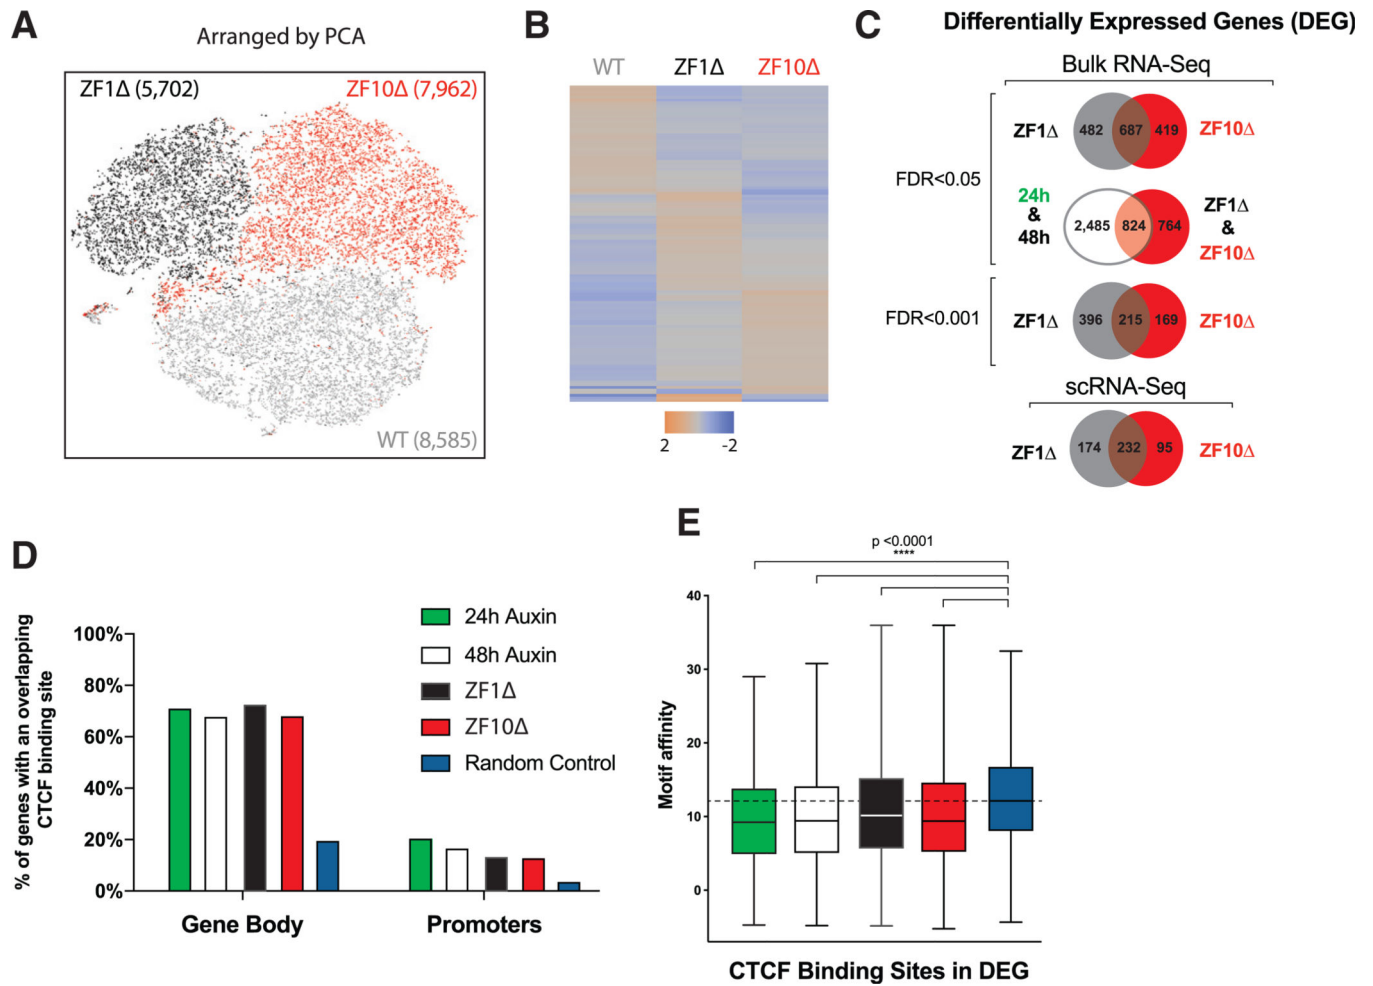 A
Arranged by PCA
ZF1Δ (5,702)
ZF10Δ (7,962)
WT (8,585)
B
WT
ZF1Δ
ZF10Δ
2
-2
C
Differentially Expressed Genes (DEG)
Bulk RNA-Seq
FDR<0.05
ZF1Δ
482
687
419
ZF10Δ
24h
&
48h
2,485
824
764
ZF1Δ
&
ZF10Δ
FDR<0.001
ZF1Δ
396
215
169
ZF10Δ
scRNA-Seq
ZF1Δ
174
232
95
ZF10Δ
D
% of genes with an overlapping
CTCF binding site
100%
80%
60%
40%
20%
0%
Gene Body
Promoters
24h Auxin
48h Auxin
ZF1Δ
ZF10Δ
Random Control
E
p <0.0001
****
Motif affinity
40
30
20
10
0
CTCF Binding Sites in DEG